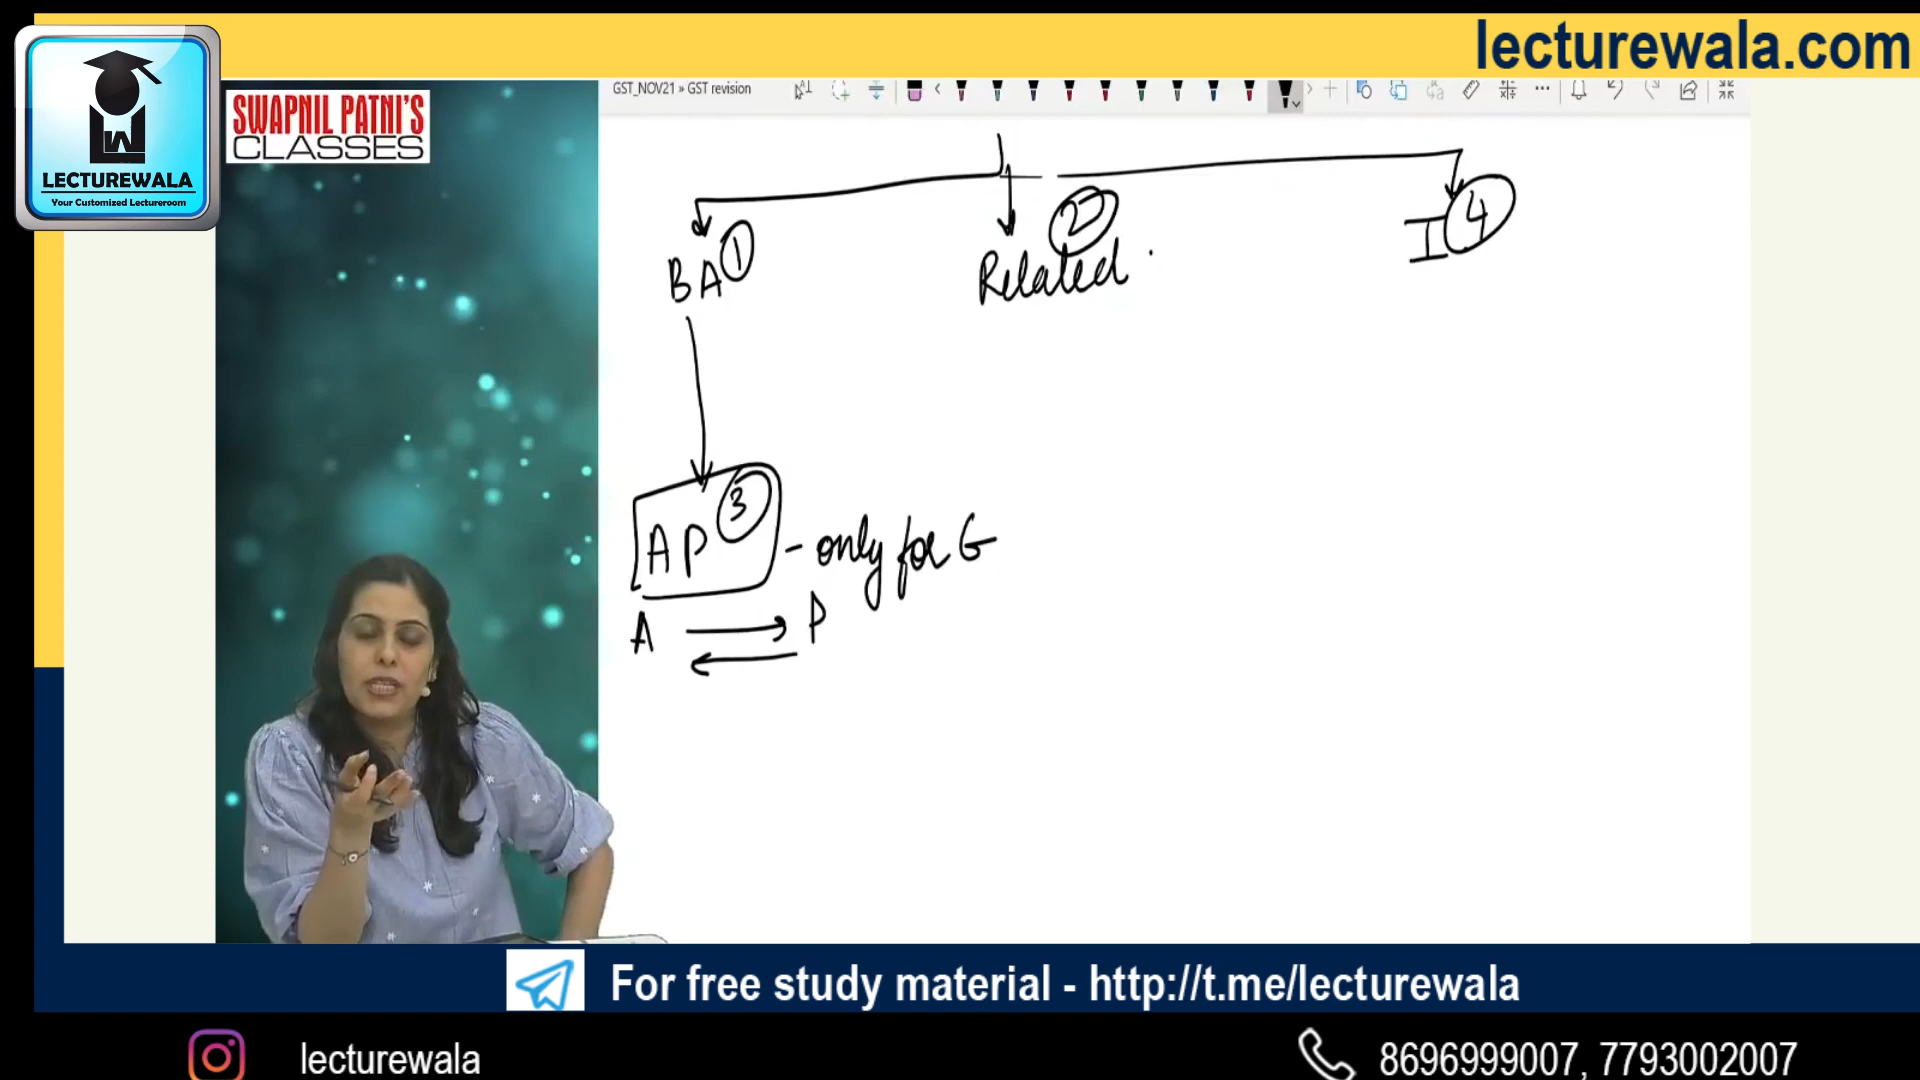 lecturewala.com
LW
LECTUREWALA
Your Customized Lectureroom
SWAPNIL PATNI'S
CLASSES
GST_NOV21 » GST revision
BA 1
Related 2
I 4
AP 3 - only for G
A P
For free study material - http://t.me/lecturewala
lecturewala
8696999007, 7793002007